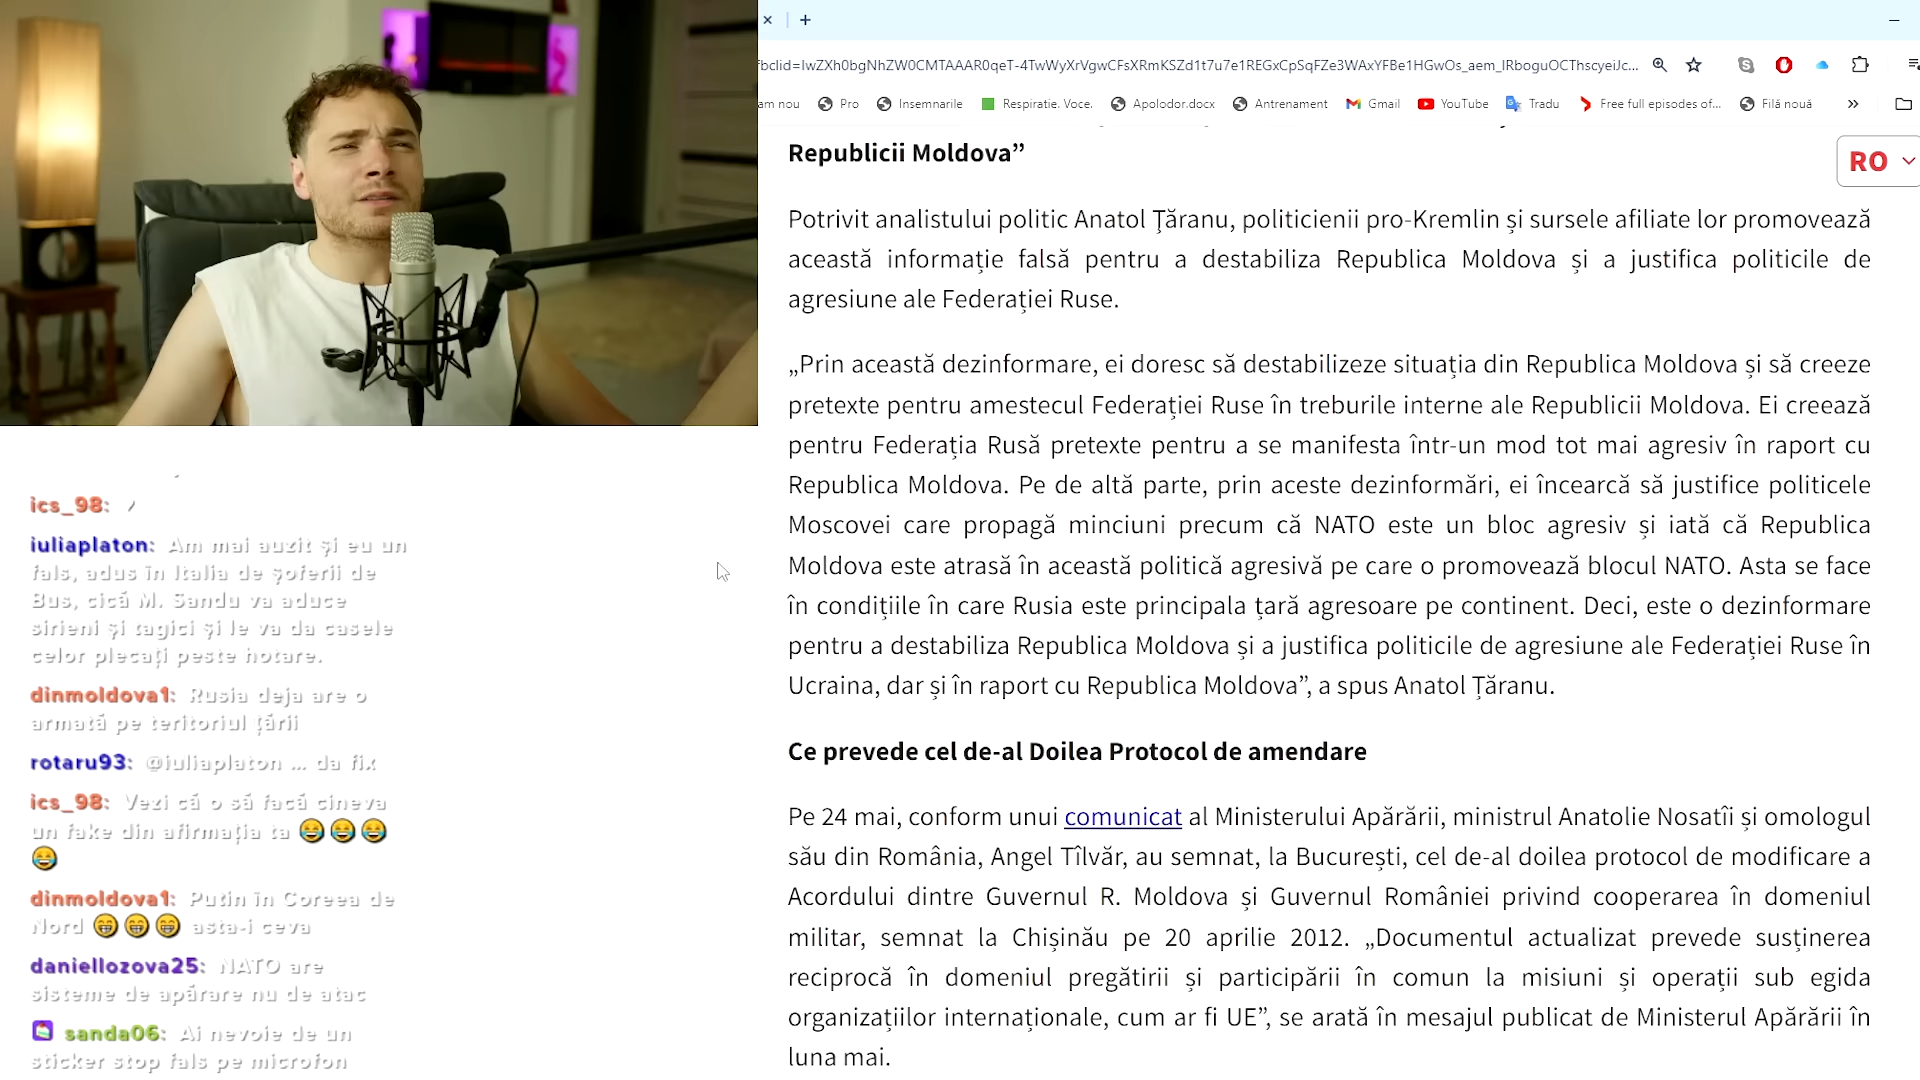 fbclid=IwZXh0bgNhZW0CMTAAAR0qeT-4TwWyXrVgwCFsXRmKSZd1t7u7e1REGxCpSqFZe3WAxYFBe1HGwOs_aem_IRboguOCThscyeiJc...
am nou Pro Insemnarile Respiratie. Voce. Apolodor.docx Antrenament Gmail YouTube Tradu Free full episodes of... Filă nouă
Republicii Moldova”
RO
Potrivit analistului politic Anatol Țăranu, politicienii pro-Kremlin și sursele afiliate lor promovează
această informație falsă pentru a destabiliza Republica Moldova și a justifica politicile de
agresiune ale Federației Ruse.
„Prin această dezinformare, ei doresc să destabilizeze situația din Republica Moldova și să creeze
pretexte pentru amestecul Federației Ruse în treburile interne ale Republicii Moldova. Ei creează
pentru Federația Rusă pretexte pentru a se manifesta într-un mod tot mai agresiv în raport cu
Republica Moldova. Pe de altă parte, prin aceste dezinformări, ei încearcă să justifice politicele
Moscovei care propagă minciuni precum că NATO este un bloc agresiv și iată că Republica
Moldova este atrasă în această politică agresivă pe care o promovează blocul NATO. Asta se face
în condițiile în care Rusia este principala țară agresoare pe continent. Deci, este o dezinformare
pentru a destabiliza Republica Moldova și a justifica politicile de agresiune ale Federației Ruse în
Ucraina, dar și în raport cu Republica Moldova”, a spus Anatol Țăranu.
Ce prevede cel de-al Doilea Protocol de amendare
Pe 24 mai, conform unui comunicat al Ministerului Apărării, ministrul Anatolie Nosatîi și omologul
său din România, Angel Tîlvăr, au semnat, la București, cel de-al doilea protocol de modificare a
Acordului dintre Guvernul R. Moldova și Guvernul României privind cooperarea în domeniul
militar, semnat la Chișinău pe 20 aprilie 2012. „Documentul actualizat prevede susținerea
reciprocă în domeniul pregătirii și participării în comun la misiuni și operații sub egida
organizațiilor internaționale, cum ar fi UE”, se arată în mesajul publicat de Ministerul Apărării în
luna mai.
ics_98:
iuliaplaton: Am mai auzit și eu un
fals, adus în Italia de șoferii de
Bus, cică M. Sandu va aduce
sirieni și tagici și le va da casele
celor plecați peste hotare.
dinmoldova1: Rusia deja are o
armată pe teritoriul țării
rotaru93: @iuliaplaton ... da fix
ics_98: Vezi că o să facă cineva
un fake din afirmația ta 😂😂😂
😂
dinmoldova1: Putin în Coreea de
Nord 😁😁😁 asta-i ceva
daniellozova25: NATO are
sisteme de apărare nu de atac
sanda06: Ai nevoie de un
sticker stop fals pe microfon